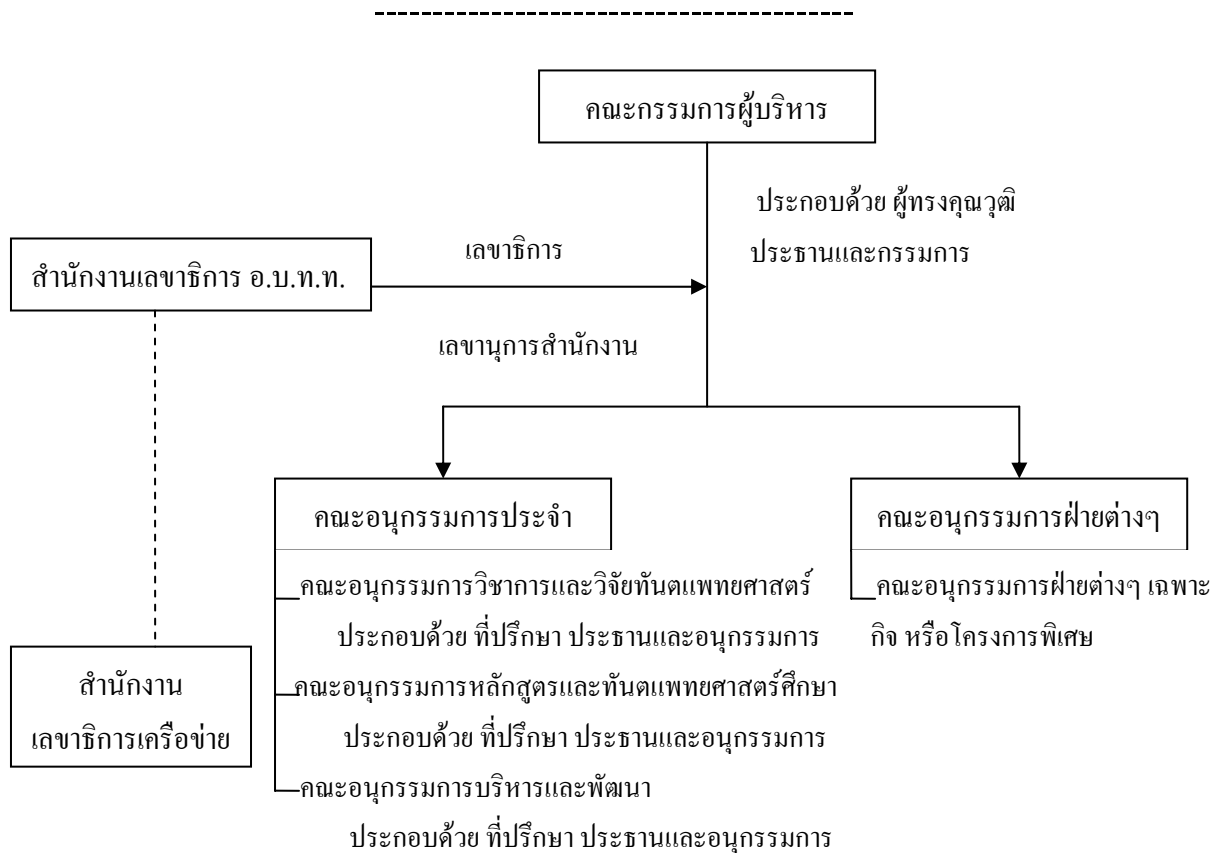 คณะกรรมการผู้บริหาร
ประกอบด้วย ผู้ทรงคุณวุฒิ
ประธานและกรรมการ
เลขาธิการ
สำนักงานเลขาธิการ อ.บ.ท.ท.
เลขานุการสำนักงาน
คณะอนุกรรมการประจำ
คณะอนุกรรมการวิชาการและวิจัยทันตแพทยศาสตร์
ประกอบด้วย ที่ปรึกษา ประธานและอนุกรรมการ
คณะอนุกรรมการหลักสูตรและทันตแพทยศาสตร์ศึกษา
ประกอบด้วย ที่ปรึกษา ประธานและอนุกรรมการ
คณะอนุกรรมการบริหารและพัฒนา
ประกอบด้วย ที่ปรึกษา ประธานและอนุกรรมการ
คณะอนุกรรมการฝ่ายต่างๆ
คณะอนุกรรมการฝ่ายต่างๆ เฉพาะ
กิจ หรือโครงการพิเศษ
สำนักงาน
เลขาธิการเครือข่าย